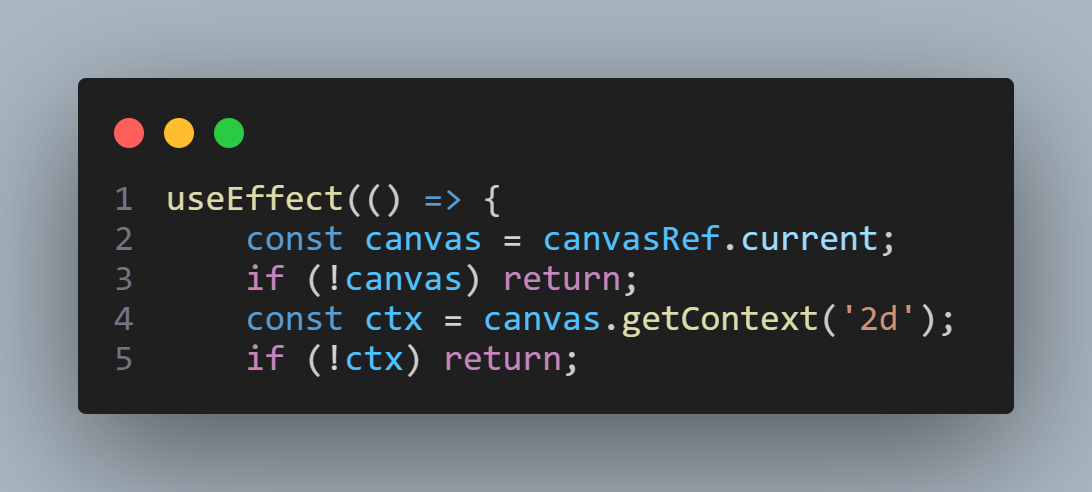 1 useEffect(() => {
2     const canvas = canvasRef.current;
3     if (!canvas) return;
4     const ctx = canvas.getContext('2d');
5     if (!ctx) return;